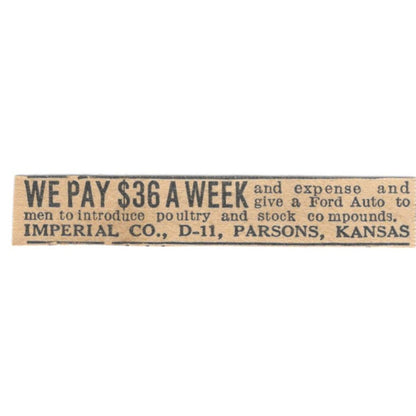 WE PAY $36 A WEEK and expense and
give a Ford Auto to
men to introduce poultry and stock compounds.
IMPERIAL CO., D-11, PARSONS, KANSAS